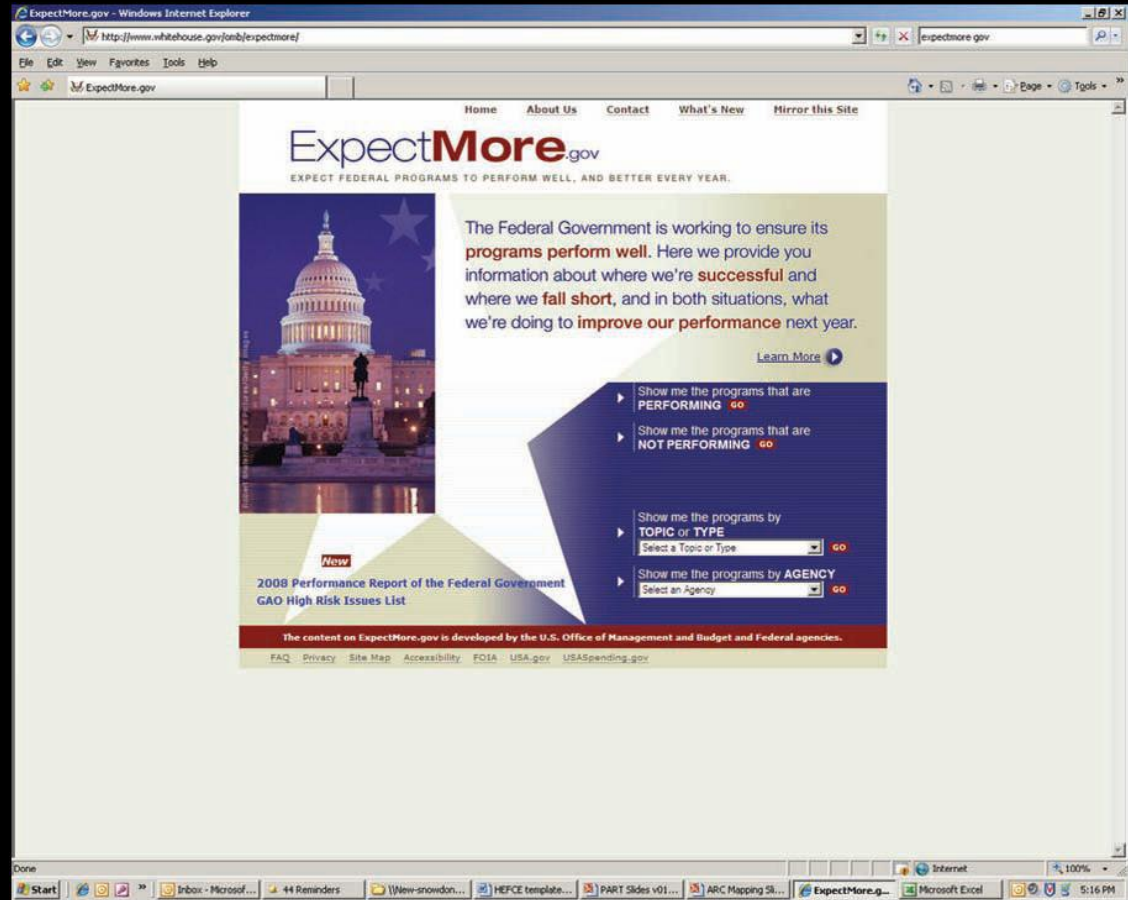 ExpectMore.gov - Windows Internet Explorer
http://www.whitehouse.gov/omb/expectmore/
expectmore gov
File Edit View Favorites Tools Help
ExpectMore.gov
Page Tools
Home About Us Contact What's New Mirror this Site
ExpectMore.gov
EXPECT FEDERAL PROGRAMS TO PERFORM WELL, AND BETTER EVERY YEAR.
The Federal Government is working to ensure its
programs perform well. Here we provide you
information about where we're successful and
where we fall short, and in both situations, what
we're doing to improve our performance next year.
Learn More
Show me the programs that are
PERFORMING GO
Show me the programs that are
NOT PERFORMING GO
Show me the programs by
TOPIC or TYPE
Select a Topic or Type GO
Show me the programs by AGENCY
Select an Agency GO
New
2008 Performance Report of the Federal Government
GAO High Risk Issues List
The content on ExpectMore.gov is developed by the U.S. Office of Management and Budget and Federal agencies.
FAQ Privacy Site Map Accessibility FOIA USA.gov USASpending.gov
Done Internet 100%
Start Inbox - Microsof... 44 Reminders \\New-snowdon... HEFCE template... PART Slides v01... ARC Mapping Sli... ExpectMore.g... Microsoft Excel 5:16 PM